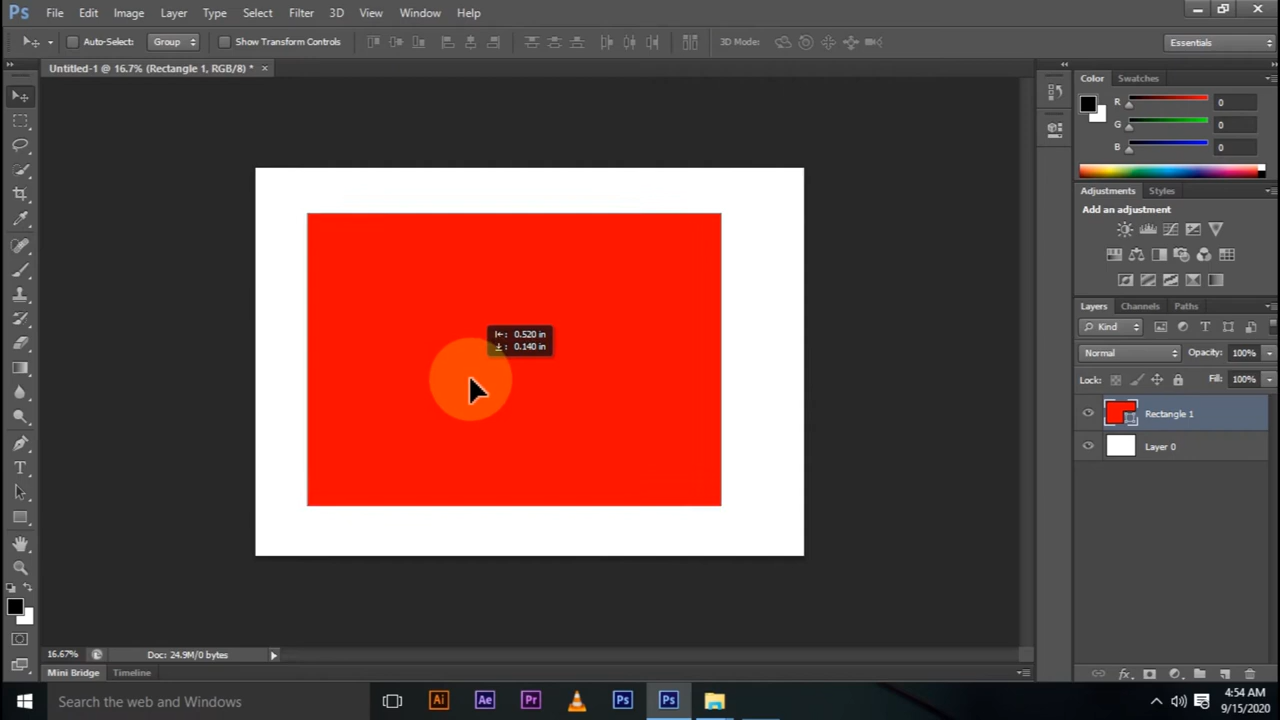 Ps File Edit Image Layer Type Select Filter 3D View Window Help
Auto-Select: Group Show Transform Controls 3D Mode: Essentials
Untitled-1 @ 16.7% (Rectangle 1, RGB/8) * ×
Color Swatches
R 0
G 0
B 0
Adjustments Styles
Add an adjustment
Layers Channels Paths
Kind T
Normal Opacity: 100%
Lock: Fill: 100%
Rectangle 1
Layer 0
0.520 in
0.140 in
T
fx
16.67% Doc: 24.9M/0 bytes
Mini Bridge Timeline
Search the web and Windows Ai Ae Pr Ps Ps 4:54 AM
9/15/2020